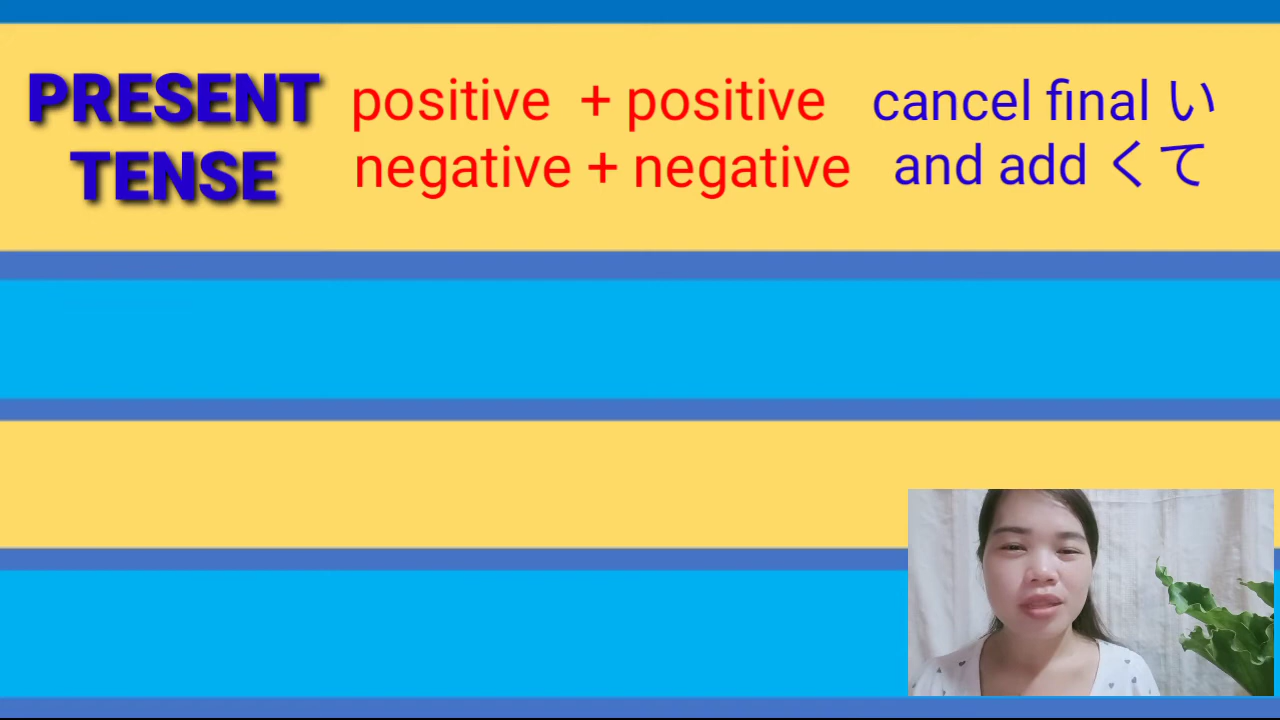 PRESENT
TENSE
positive + positive
negative + negative
cancel final い
and add くて